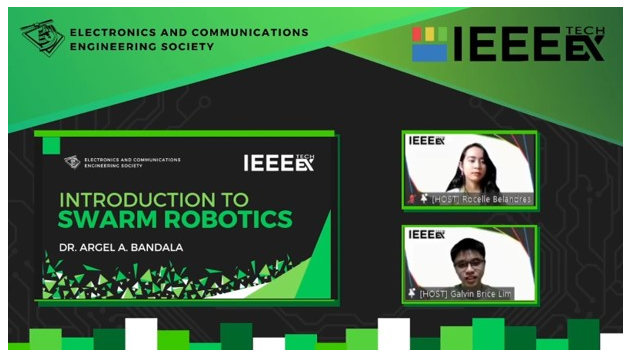 ELECTRONICS AND COMMUNICATIONS
ENGINEERING SOCIETY
IEEE TECH EX
ELECTRONICS AND COMMUNICATIONS
ENGINEERING SOCIETY
IEEE TECH EX
INTRODUCTION TO
SWARM ROBOTICS
DR. ARGEL A. BANDALA
IEEE EX
[HOST] Rocelle Belandres
IEEE EX
[HOST] Galvin Brice Lim